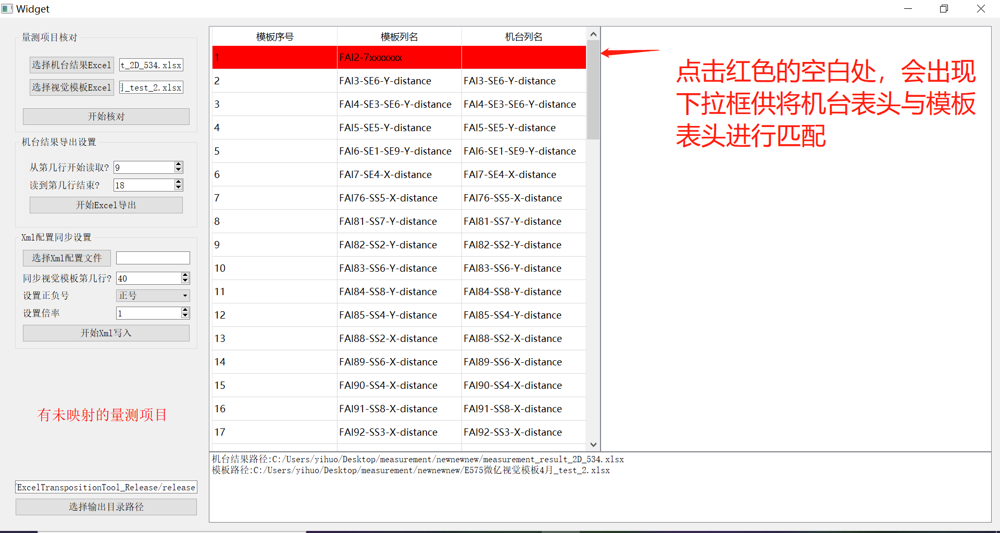 Widget
量测项目核对
选择机台结果Excel t_2D_534.xlsx
选择视觉模板Excel 月_test_2.xlsx
开始核对
机台结果导出设置
从第几行开始读取? 9
读到第几行结束? 18
开始Excel导出
Xml配置同步设置
选择Xml配置文件
同步视觉模板第几行? 40
设置正负号 正号
设置倍率 1
开始Xml写入
有未映射的量测项目
/ExcelTranspositionTool_Release/release
选择输出目录路径
模板序号 模板列名 机台列名
1 FAI2-7xxxxxxx
2 FAI3-SE6-Y-distance FAI3-SE6-Y-distance
3 FAI4-SE3-SE6-Y-distance FAI4-SE3-SE6-Y-distance
4 FAI5-SE5-Y-distance FAI5-SE5-Y-distance
5 FAI6-SE1-SE9-Y-distance FAI6-SE1-SE9-Y-distance
6 FAI7-SE4-X-distance FAI7-SE4-X-distance
7 FAI76-SS5-X-distance FAI76-SS5-X-distance
8 FAI81-SS7-Y-distance FAI81-SS7-Y-distance
9 FAI82-SS2-Y-distance FAI82-SS2-Y-distance
10 FAI83-SS6-Y-distance FAI83-SS6-Y-distance
11 FAI84-SS8-Y-distance FAI84-SS8-Y-distance
12 FAI85-SS4-Y-distance FAI85-SS4-Y-distance
13 FAI88-SS2-X-distance FAI88-SS2-X-distance
14 FAI89-SS6-X-distance FAI89-SS6-X-distance
15 FAI90-SS4-X-distance FAI90-SS4-X-distance
16 FAI91-SS8-X-distance FAI91-SS8-X-distance
17 FAI92-SS3-X-distance FAI92-SS3-X-distance
点击红色的空白处，会出现
下拉框供将机台表头与模板
表头进行匹配
机台结果路径:C:/Users/yihuo/Desktop/measurement/newnewnew/measurement_result_2D_534.xlsx
模板路径:C:/Users/yihuo/Desktop/measurement/newnewnew/E575微亿视觉模板4月_test_2.xlsx